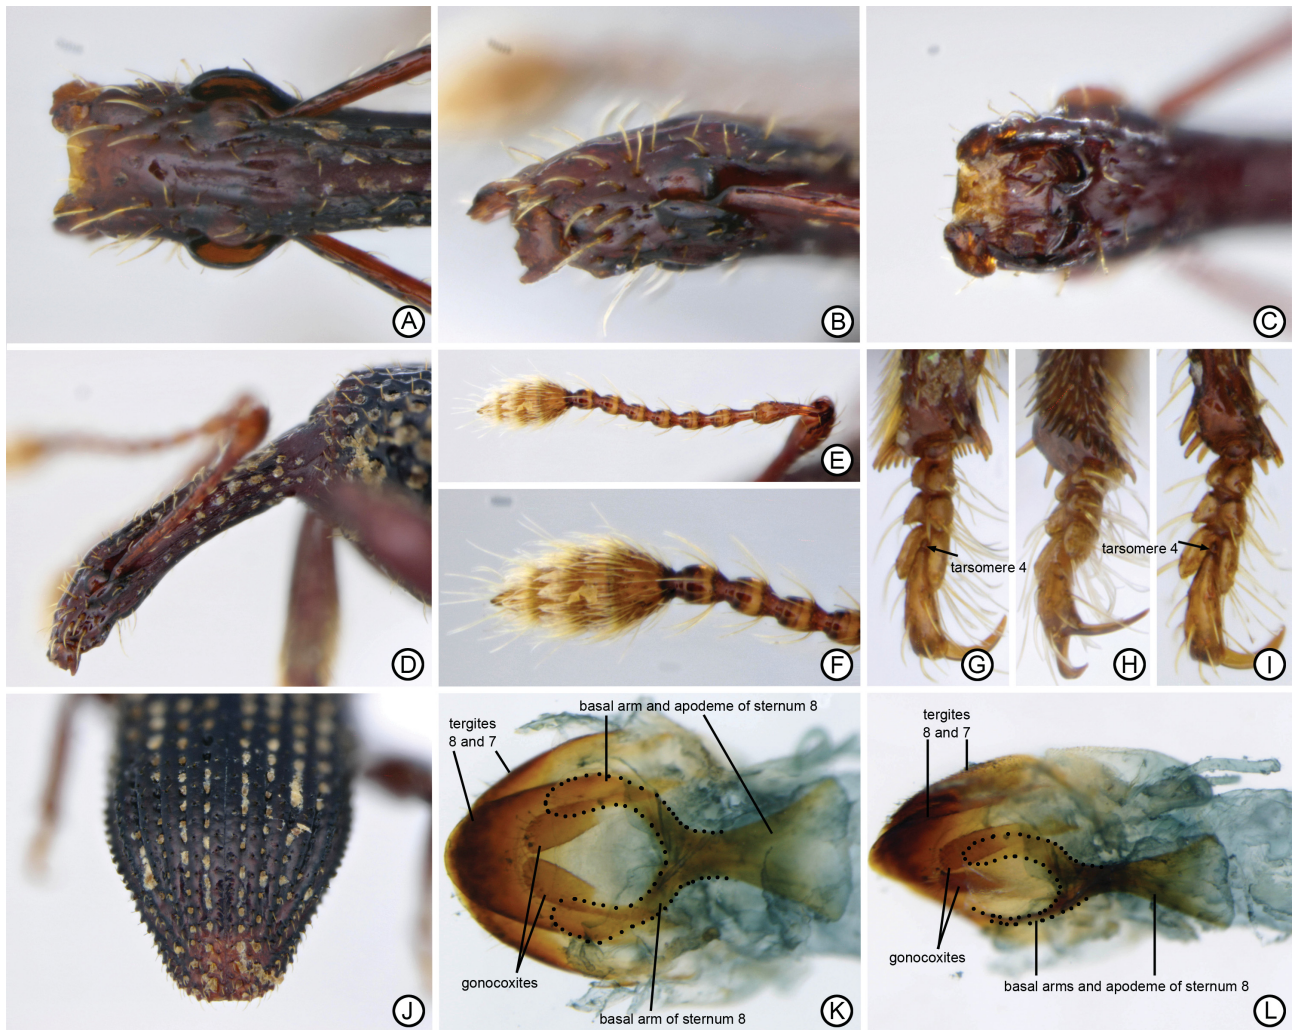 A
B
C
D
E
F
tarsomere 4
G
H
tarsomere 4
I
J
tergites
8 and 7
basal arm and apodeme of sternum 8
gonocoxites
basal arm of sternum 8
K
tergites
8 and 7
gonocoxites
basal arms and apodeme of sternum 8
L